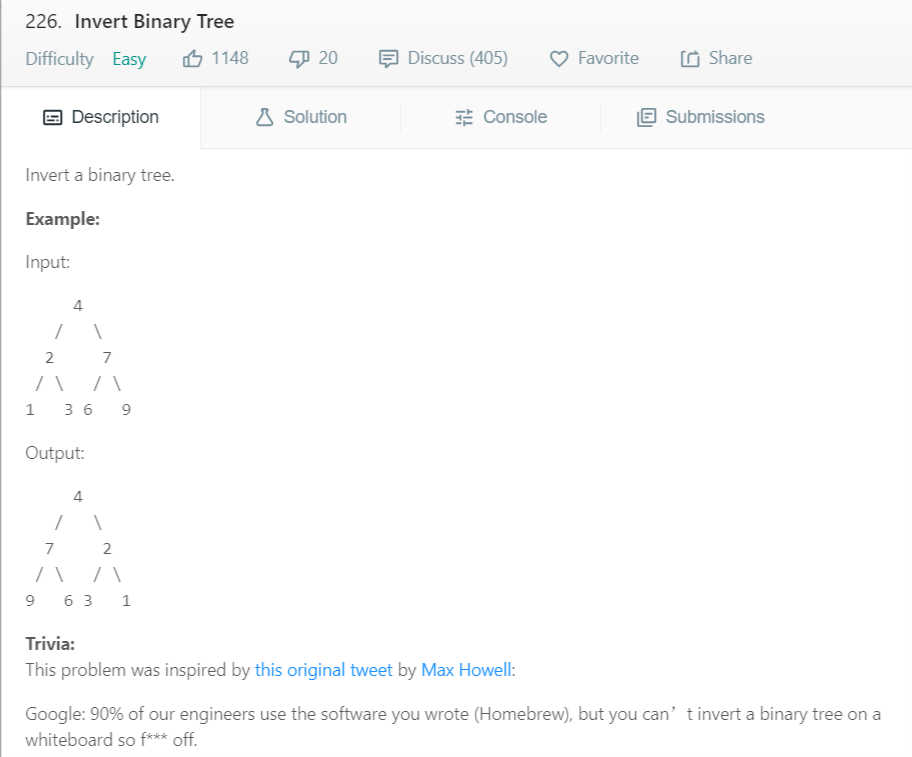 226. Invert Binary Tree
Difficulty Easy 1148 20 Discuss (405) Favorite Share
Description Solution Console Submissions
Invert a binary tree.
Example:
Input:
     4
   /   \
  2     7
 / \   / \
1   3 6   9
Output:
     4
   /   \
  7     2
 / \   / \
9   6 3   1
Trivia:
This problem was inspired by this original tweet by Max Howell:
Google: 90% of our engineers use the software you wrote (Homebrew), but you can’t invert a binary tree on a
whiteboard so f*** off.